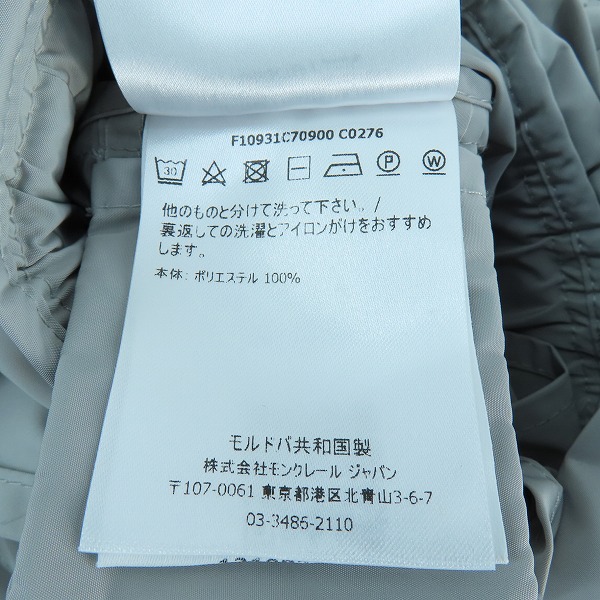 F10931C70900 C0276
30 P W
他のものと分けて洗って下さい。/
裏返しての洗濯とアイロンがけをおすすめ
します。
本体: ポリエステル 100%
モルドバ共和国製
株式会社モンクレール ジャパン
〒107-0061 東京都港区北青山3-6-7
03-3486-2110